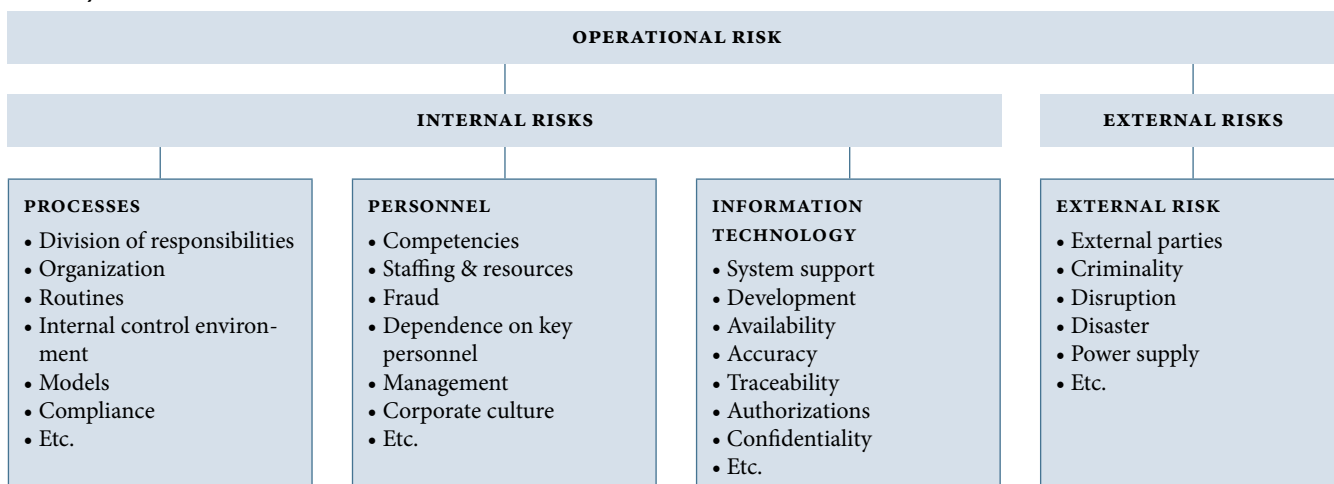 OPERATIONAL RISK
INTERNAL RISKS
EXTERNAL RISKS
PROCESSES
• Division of responsibilities
• Organization
• Routines
• Internal control environ-
ment
• Models
• Compliance
• Etc.
PERSONNEL
• Competencies
• Staffing & resources
• Fraud
• Dependence on key
personnel
• Management
• Corporate culture
• Etc.
INFORMATION
TECHNOLOGY
• System support
• Development
• Availability
• Accuracy
• Traceability
• Authorizations
• Confidentiality
• Etc.
EXTERNAL RISK
• External parties
• Criminality
• Disruption
• Disaster
• Power supply
• Etc.